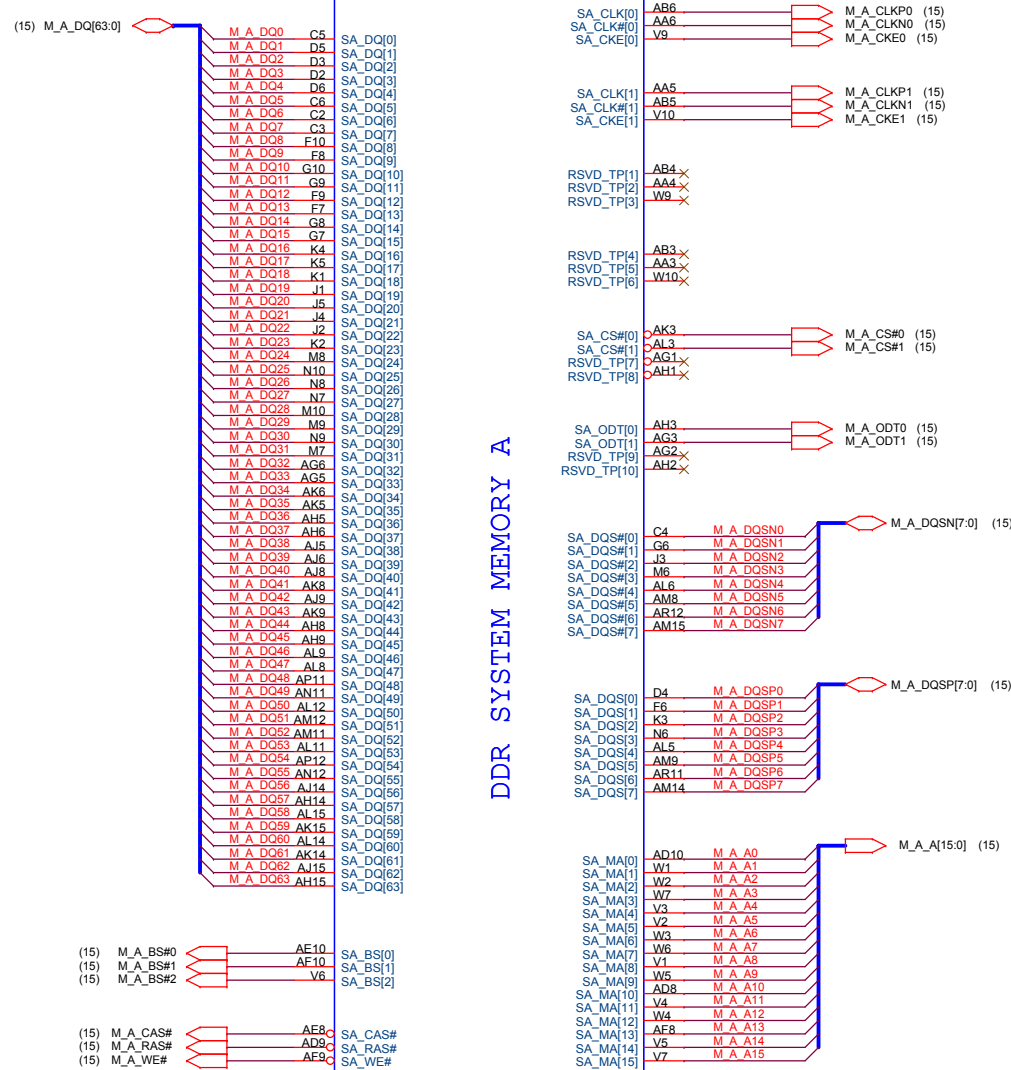 (15) M_A_DQ[63:0]
M_A_DQ0 C5 SA_DQ[0]
M_A_DQ1 D5 SA_DQ[1]
M_A_DQ2 D3 SA_DQ[2]
M_A_DQ3 D2 SA_DQ[3]
M_A_DQ4 D6 SA_DQ[4]
M_A_DQ5 C6 SA_DQ[5]
M_A_DQ6 C2 SA_DQ[6]
M_A_DQ7 C3 SA_DQ[7]
M_A_DQ8 F10 SA_DQ[8]
M_A_DQ9 F8 SA_DQ[9]
M_A_DQ10 G10 SA_DQ[10]
M_A_DQ11 G9 SA_DQ[11]
M_A_DQ12 F9 SA_DQ[12]
M_A_DQ13 F7 SA_DQ[13]
M_A_DQ14 G8 SA_DQ[14]
M_A_DQ15 G7 SA_DQ[15]
M_A_DQ16 K4 SA_DQ[16]
M_A_DQ17 K5 SA_DQ[17]
M_A_DQ18 K1 SA_DQ[18]
M_A_DQ19 J1 SA_DQ[19]
M_A_DQ20 J5 SA_DQ[20]
M_A_DQ21 J4 SA_DQ[21]
M_A_DQ22 J2 SA_DQ[22]
M_A_DQ23 K2 SA_DQ[23]
M_A_DQ24 M8 SA_DQ[24]
M_A_DQ25 N10 SA_DQ[25]
M_A_DQ26 N8 SA_DQ[26]
M_A_DQ27 N7 SA_DQ[27]
M_A_DQ28 M10 SA_DQ[28]
M_A_DQ29 M9 SA_DQ[29]
M_A_DQ30 N9 SA_DQ[30]
M_A_DQ31 M7 SA_DQ[31]
M_A_DQ32 AG6 SA_DQ[32]
M_A_DQ33 AG5 SA_DQ[33]
M_A_DQ34 AK6 SA_DQ[34]
M_A_DQ35 AK5 SA_DQ[35]
M_A_DQ36 AH5 SA_DQ[36]
M_A_DQ37 AH6 SA_DQ[37]
M_A_DQ38 AJ5 SA_DQ[38]
M_A_DQ39 AJ6 SA_DQ[39]
M_A_DQ40 AJ8 SA_DQ[40]
M_A_DQ41 AK8 SA_DQ[41]
M_A_DQ42 AJ9 SA_DQ[42]
M_A_DQ43 AK9 SA_DQ[43]
M_A_DQ44 AH8 SA_DQ[44]
M_A_DQ45 AH9 SA_DQ[45]
M_A_DQ46 AL9 SA_DQ[46]
M_A_DQ47 AL8 SA_DQ[47]
M_A_DQ48 AP11 SA_DQ[48]
M_A_DQ49 AN11 SA_DQ[49]
M_A_DQ50 AL12 SA_DQ[50]
M_A_DQ51 AM12 SA_DQ[51]
M_A_DQ52 AM11 SA_DQ[52]
M_A_DQ53 AL11 SA_DQ[53]
M_A_DQ54 AP12 SA_DQ[54]
M_A_DQ55 AN12 SA_DQ[55]
M_A_DQ56 AJ14 SA_DQ[56]
M_A_DQ57 AH14 SA_DQ[57]
M_A_DQ58 AL15 SA_DQ[58]
M_A_DQ59 AK15 SA_DQ[59]
M_A_DQ60 AL14 SA_DQ[60]
M_A_DQ61 AK14 SA_DQ[61]
M_A_DQ62 AJ15 SA_DQ[62]
M_A_DQ63 AH15 SA_DQ[63]
(15) M_A_BS#0 AE10 SA_BS[0]
(15) M_A_BS#1 AF10 SA_BS[1]
(15) M_A_BS#2 V6 SA_BS[2]
(15) M_A_CAS# AE8 SA_CAS#
(15) M_A_RAS# AD9 SA_RAS#
(15) M_A_WE# AF9 SA_WE#
DDR SYSTEM MEMORY A
SA_CLK[0] AB6 M_A_CLKP0 (15)
SA_CLK#[0] AA6 M_A_CLKN0 (15)
SA_CKE[0] V9 M_A_CKE0 (15)
SA_CLK[1] AA5 M_A_CLKP1 (15)
SA_CLK#[1] AB5 M_A_CLKN1 (15)
SA_CKE[1] V10 M_A_CKE1 (15)
RSVD_TP[1] AB4
RSVD_TP[2] AA4
RSVD_TP[3] W9
RSVD_TP[4] AB3
RSVD_TP[5] AA3
RSVD_TP[6] W10
SA_CS#[0] AK3 M_A_CS#0 (15)
SA_CS#[1] AL3 M_A_CS#1 (15)
RSVD_TP[7] AG1
RSVD_TP[8] AH1
SA_ODT[0] AH3 M_A_ODT0 (15)
SA_ODT[1] AG3 M_A_ODT1 (15)
RSVD_TP[9] AG2
RSVD_TP[10] AH2
M_A_DQSN[7:0] (15)
SA_DQS#[0] C4 M_A_DQSN0
SA_DQS#[1] G6 M_A_DQSN1
SA_DQS#[2] J3 M_A_DQSN2
SA_DQS#[3] M6 M_A_DQSN3
SA_DQS#[4] AL6 M_A_DQSN4
SA_DQS#[5] AM8 M_A_DQSN5
SA_DQS#[6] AR12 M_A_DQSN6
SA_DQS#[7] AM15 M_A_DQSN7
M_A_DQSP[7:0] (15)
SA_DQS[0] D4 M_A_DQSP0
SA_DQS[1] F6 M_A_DQSP1
SA_DQS[2] K3 M_A_DQSP2
SA_DQS[3] N6 M_A_DQSP3
SA_DQS[4] AL5 M_A_DQSP4
SA_DQS[5] AM9 M_A_DQSP5
SA_DQS[6] AR11 M_A_DQSP6
SA_DQS[7] AM14 M_A_DQSP7
M_A_A[15:0] (15)
SA_MA[0] AD10 M_A_A0
SA_MA[1] W1 M_A_A1
SA_MA[2] W2 M_A_A2
SA_MA[3] W7 M_A_A3
SA_MA[4] V3 M_A_A4
SA_MA[5] V2 M_A_A5
SA_MA[6] W3 M_A_A6
SA_MA[7] W6 M_A_A7
SA_MA[8] V1 M_A_A8
SA_MA[9] W5 M_A_A9
SA_MA[10] AD8 M_A_A10
SA_MA[11] V4 M_A_A11
SA_MA[12] W4 M_A_A12
SA_MA[13] AF8 M_A_A13
SA_MA[14] V5 M_A_A14
SA_MA[15] V7 M_A_A15